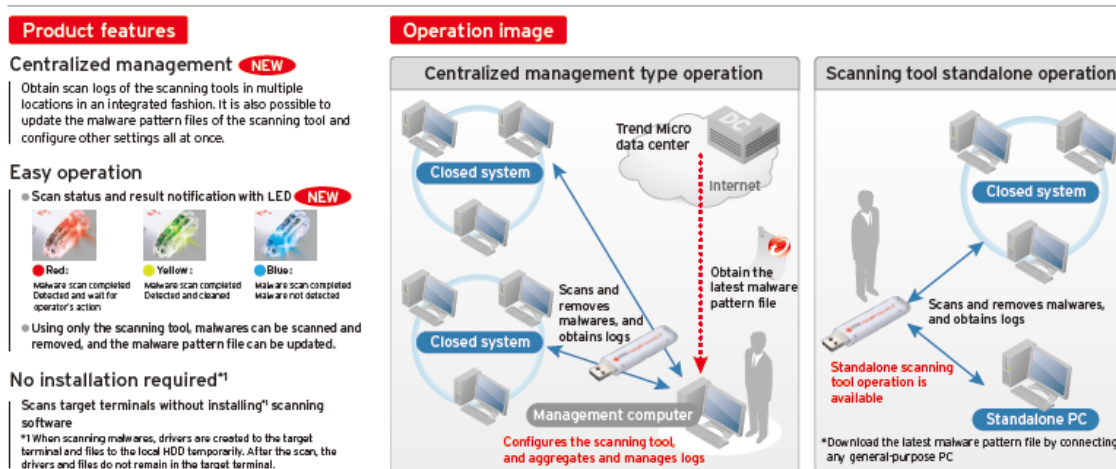 Product features
Centralized management NEW
Obtain scan logs of the scanning tools in multiple
locations in an integrated fashion. It is also possible to
update the malware pattern files of the scanning tool and
configure other settings all at once.
Easy operation
Scan status and result notification with LED NEW
Red:
Malware scan completed
Detected and wait for
operator's action
Yellow:
Malware scan completed
Detected and cleaned
Blue:
Malware scan completed
Malware not detected
Using only the scanning tool, malwares can be scanned and
removed, and the malware pattern file can be updated.
No installation required*1
Scans target terminals without installing*1 scanning
software
*1 When scanning malwares, drivers are created to the target
terminal and files to the local HDD temporarily. After the scan, the
drivers and files do not remain in the target terminal.
Operation image
Centralized management type operation
Closed system
Trend Micro
data center
DC
Internet
Obtain the
latest malware
pattern file
Scans and
removes
malwares, and
obtains logs
Closed system
Management computer
Configures the scanning tool,
and aggregates and manages logs
Scanning tool standalone operation
Closed system
Scans and removes malwares,
and obtains logs
Standalone scanning
tool operation is
available
Standalone PC
*Download the latest malware pattern file by connecting
any general-purpose PC